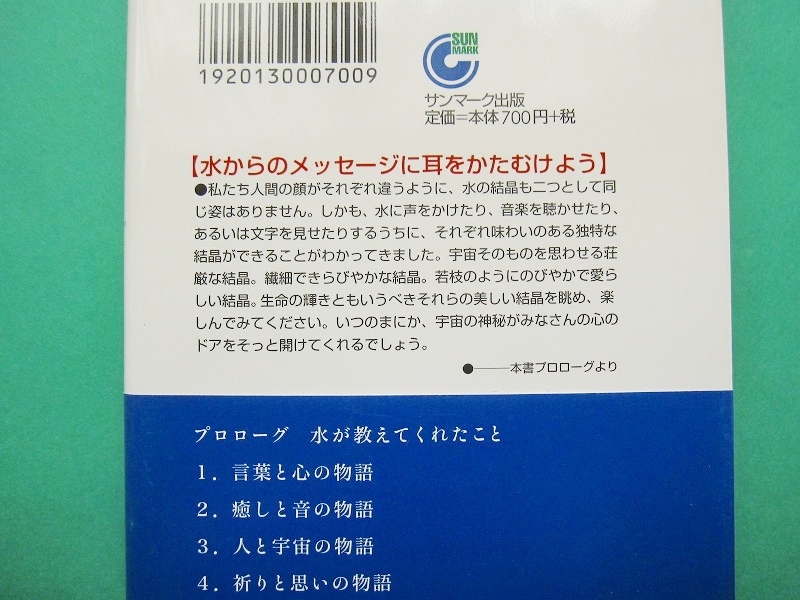 1920130007009
SUN
MARK
サンマーク出版
定価=本体700円+税
【水からのメッセージに耳をかたむけよう】
●私たち人間の顔がそれぞれ違うように、水の結晶も二つとして同
じ姿はありません。しかも、水に声をかけたり、音楽を聴かせたり、
あるいは文字を見せたりするうちに、それぞれ味わいのある独特な
結晶ができることがわかってきました。宇宙そのものを思わせる荘
厳な結晶。繊細できらびやかな結晶。若枝のようにのびやかで愛ら
しい結晶。生命の輝きともいうべきそれらの美しい結晶を眺め、楽
しんでみてください。いつのまにか、宇宙の神秘がみなさんの心の
ドアをそっと開けてくれるでしょう。
●――本書プロローグより
プロローグ 水が教えてくれたこと
1. 言葉と心の物語
2. 癒しと音の物語
3. 人と宇宙の物語
4. 祈りと思いの物語